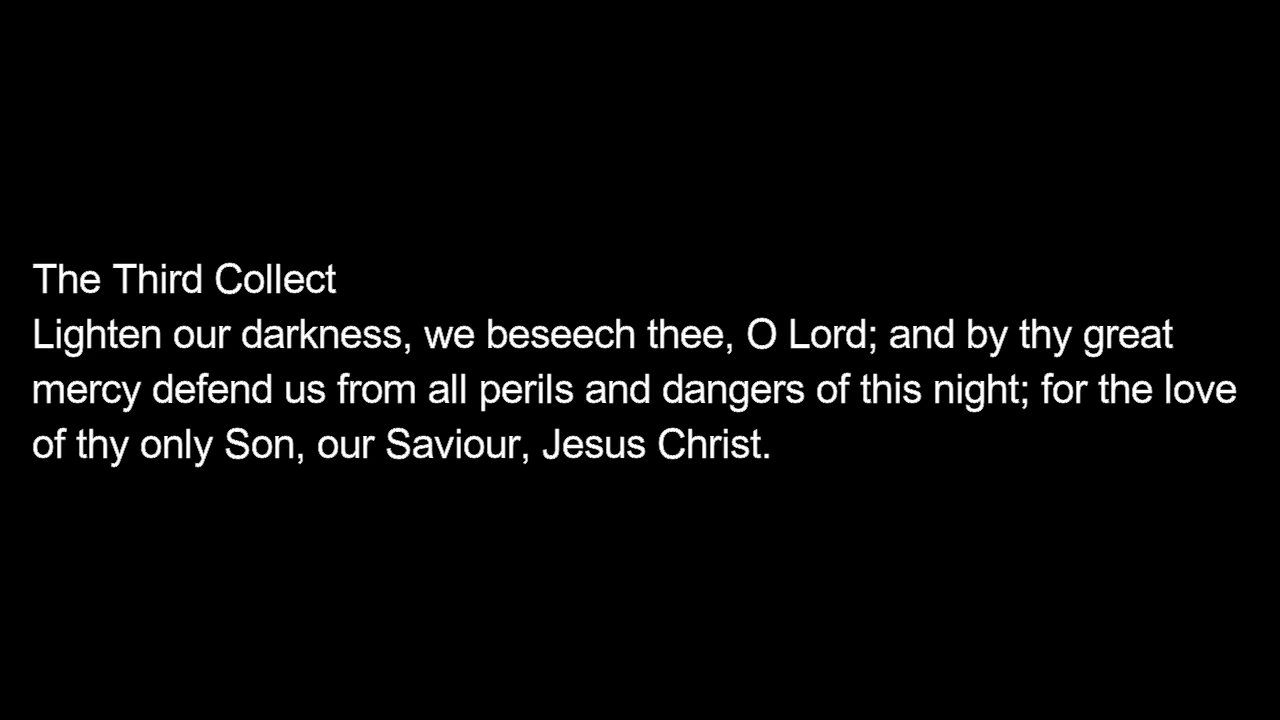 The Third Collect
Lighten our darkness, we beseech thee, O Lord; and by thy great
mercy defend us from all perils and dangers of this night; for the love
of thy only Son, our Saviour, Jesus Christ.